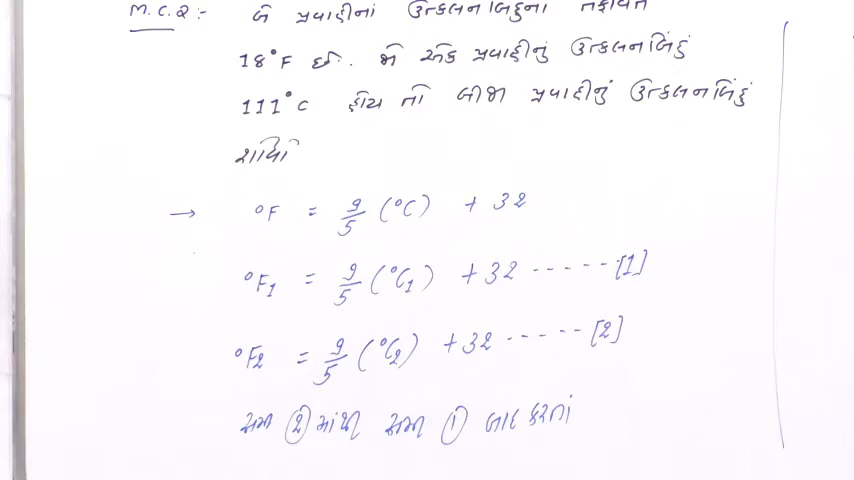 M.C.Q :- બે પ્રવાહીનાં ઉત્કલનબિંદુના તફાવત
18°F છે. જો એક પ્રવાહીનું ઉત્કલનબિંદું
111°C હોય તો બીજા પ્રવાહીનું ઉત્કલનબિંદું
શોધો
→ °F = 9/5 (°C) + 32
°F1 = 9/5 (°C1) + 32 ------ [1]
°F2 = 9/5 (°C2) + 32 ------ [2]
સમી ② માંથી સમી ① બાદ કરતાં